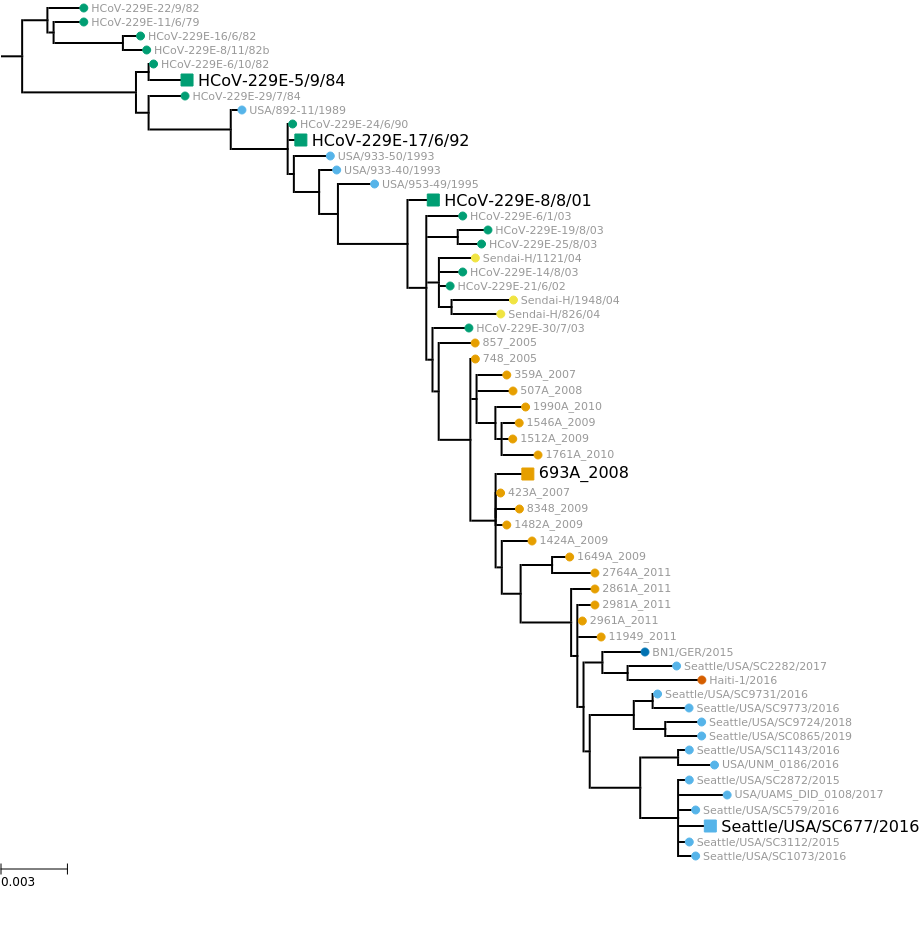 HCoV-229E-22/9/82
HCoV-229E-11/6/79
HCoV-229E-16/6/82
HCoV-229E-8/11/82b
HCoV-229E-6/10/82
HCoV-229E-5/9/84
HCoV-229E-29/7/84
USA/892-11/1989
HCoV-229E-24/6/90
HCoV-229E-17/6/92
USA/933-50/1993
USA/933-40/1993
USA/953-49/1995
HCoV-229E-8/8/01
HCoV-229E-6/1/03
HCoV-229E-19/8/03
HCoV-229E-25/8/03
Sendai-H/1121/04
HCoV-229E-14/8/03
HCoV-229E-21/6/02
Sendai-H/1948/04
Sendai-H/826/04
HCoV-229E-30/7/03
857_2005
748_2005
359A_2007
507A_2008
1990A_2010
1546A_2009
1512A_2009
1761A_2010
693A_2008
423A_2007
8348_2009
1482A_2009
1424A_2009
1649A_2009
2764A_2011
2861A_2011
2981A_2011
2961A_2011
11949_2011
BN1/GER/2015
Seattle/USA/SC2282/2017
Haiti-1/2016
Seattle/USA/SC9731/2016
Seattle/USA/SC9773/2016
Seattle/USA/SC9724/2018
Seattle/USA/SC0865/2019
Seattle/USA/SC1143/2016
USA/UNM_0186/2016
Seattle/USA/SC2872/2015
USA/UAMS_DID_0108/2017
Seattle/USA/SC579/2016
Seattle/USA/SC677/2016
Seattle/USA/SC3112/2015
Seattle/USA/SC1073/2016
0.003